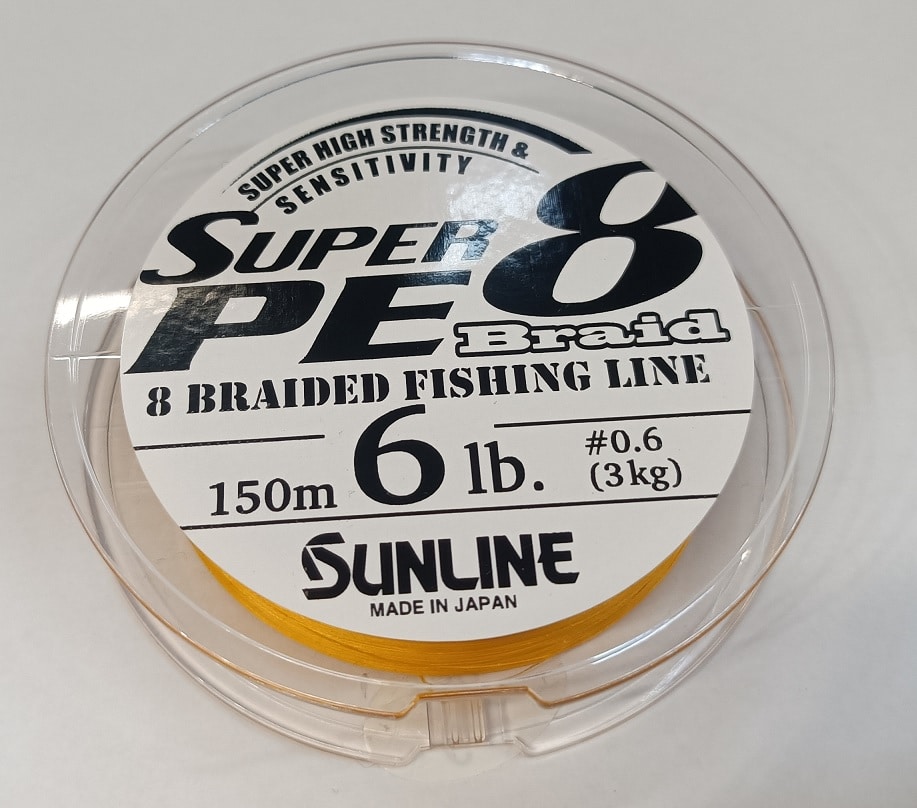 SUPER HIGH STRENGTH &
SENSITIVITY
SUPER
PE 8
Braid
8 BRAIDED FISHING LINE
150m 6 lb. #0.6
(3kg)
SUNLINE
MADE IN JAPAN